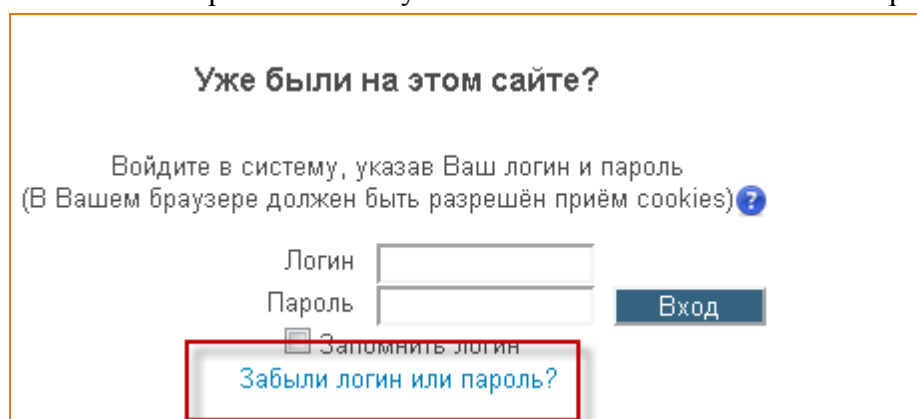 Уже были на этом сайте?
Войдите в систему, указав Ваш логин и пароль
(В Вашем браузере должен быть разрешён приём cookies)
Логин
Пароль
Вход
Запомнить логин
Забыли логин или пароль?